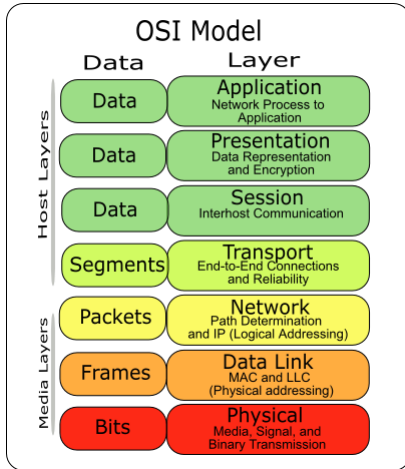 OSI Model
Data
Layer
Host Layers
Data
Application
Network Process to
Application
Data
Presentation
Data Representation
and Encryption
Data
Session
Interhost Communication
Segments
Transport
End-to-End Connections
and Reliability
Media Layers
Packets
Network
Path Determination
and IP (Logical Addressing)
Frames
Data Link
MAC and LLC
(Physical addressing)
Bits
Physical
Media, Signal, and
Binary Transmission